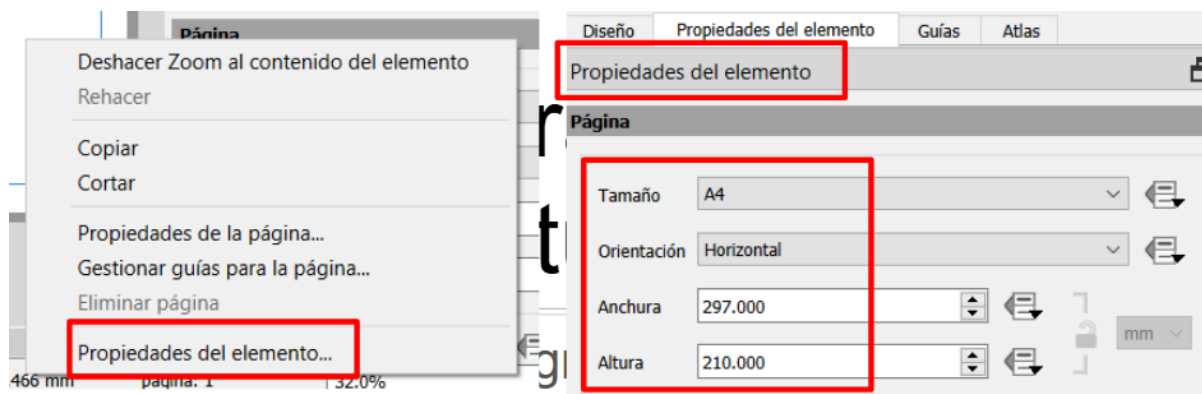 Página
Deshacer Zoom al contenido del elemento
Rehacer
Copiar
Cortar
Propiedades de la página...
Gestionar guías para la página...
Eliminar página
Propiedades del elemento...
466 mm página: 1 32.0%
Diseño Propiedades del elemento Guías Atlas
Propiedades del elemento
Página
Tamaño A4
Orientación Horizontal
Anchura 297.000
mm
Altura 210.000